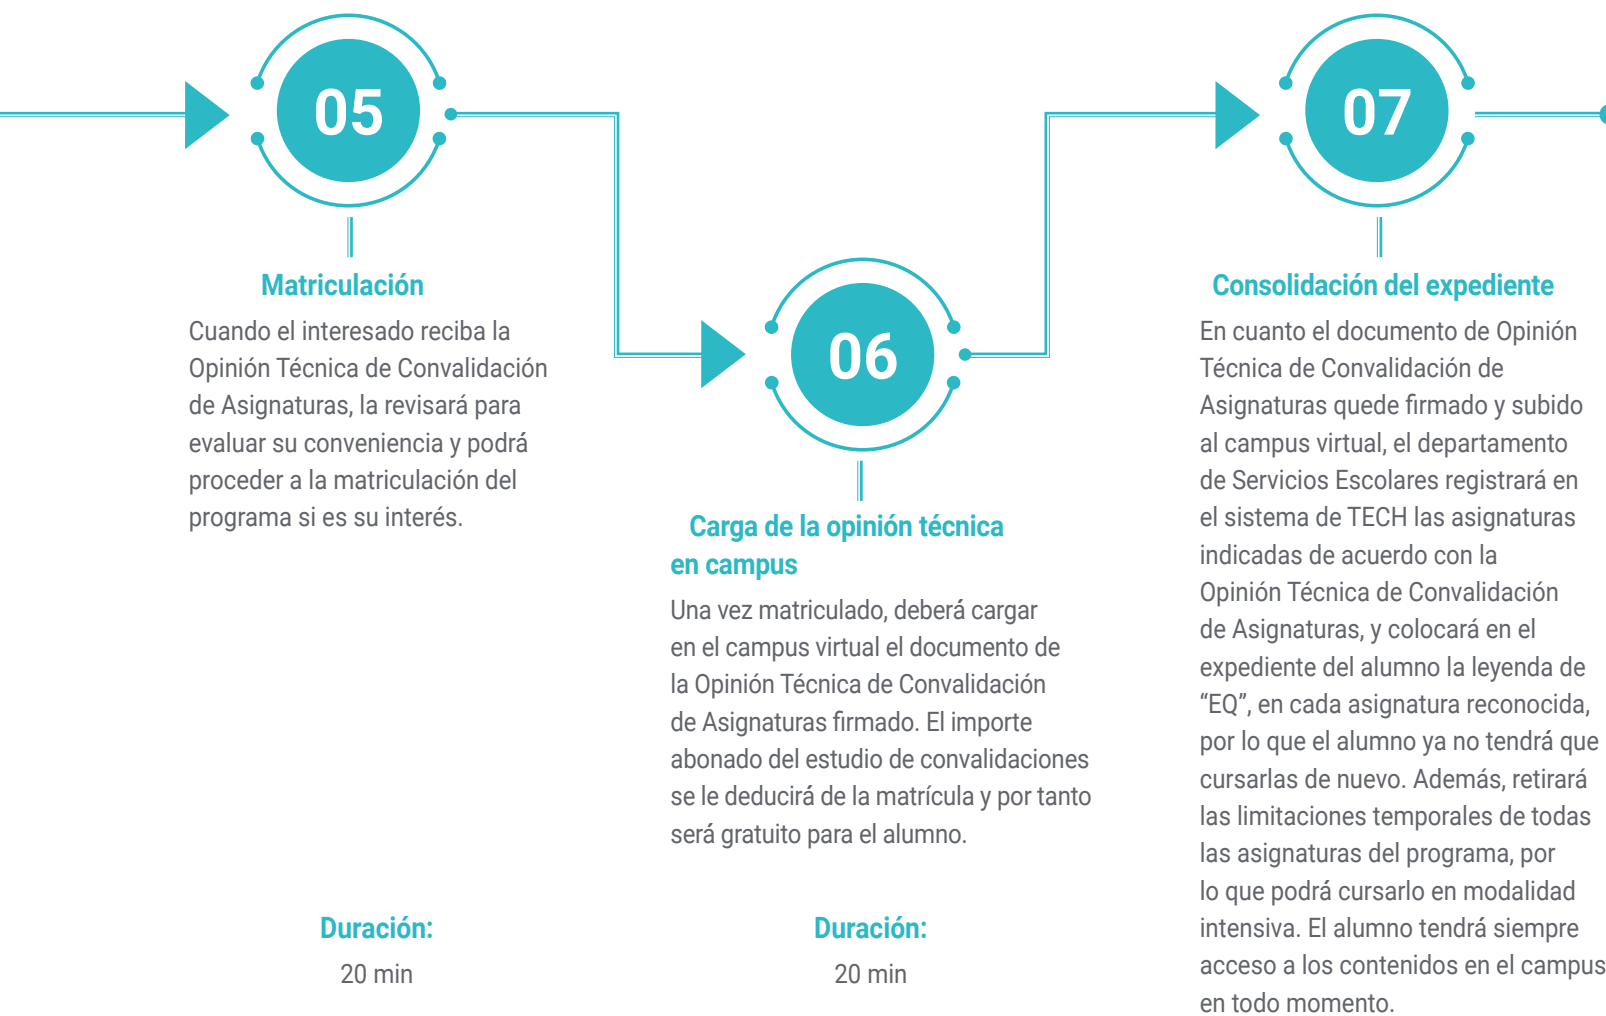 05
Matriculación
Cuando el interesado reciba la
Opinión Técnica de Convalidación
de Asignaturas, la revisará para
evaluar su conveniencia y podrá
proceder a la matriculación del
programa si es su interés.
Duración:
20 min
06
Carga de la opinión técnica
en campus
Una vez matriculado, deberá cargar
en el campus virtual el documento de
la Opinión Técnica de Convalidación
de Asignaturas firmado. El importe
abonado del estudio de convalidaciones
se le deducirá de la matrícula y por tanto
será gratuito para el alumno.
Duración:
20 min
07
Consolidación del expediente
En cuanto el documento de Opinión
Técnica de Convalidación de
Asignaturas quede firmado y subido
al campus virtual, el departamento
de Servicios Escolares registrará en
el sistema de TECH las asignaturas
indicadas de acuerdo con la
Opinión Técnica de Convalidación
de Asignaturas, y colocará en el
expediente del alumno la leyenda de
“EQ”, en cada asignatura reconocida,
por lo que el alumno ya no tendrá que
cursarlas de nuevo. Además, retirará
las limitaciones temporales de todas
las asignaturas del programa, por
lo que podrá cursarlo en modalidad
intensiva. El alumno tendrá siempre
acceso a los contenidos en el campus
en todo momento.